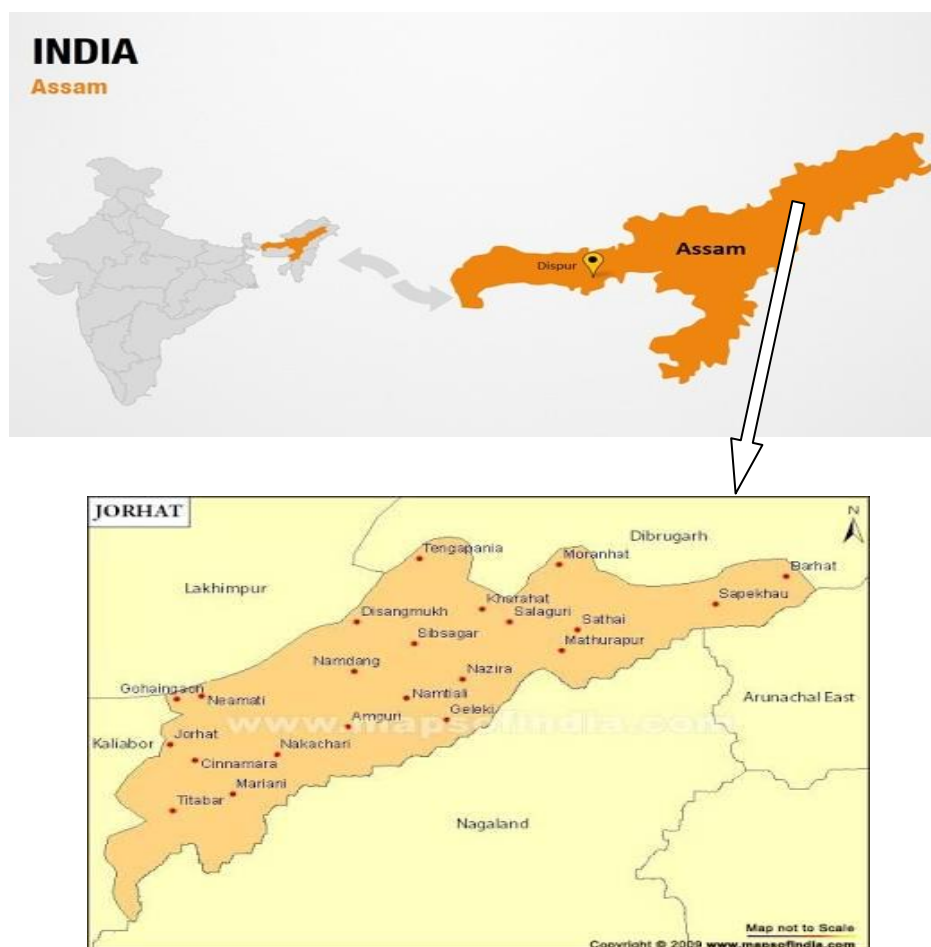 INDIA
Assam
Assam
Dispur
JORHAT
N
Dibrugarh
Tengapania
Moranhat
Barhat
Lakhimpur
Sapekhau
Kharahat
Disangmukh
Salaguri
Sathai
Sibsagar
Mathurapur
Namdang
Nazira
Gohaingaon
Neamati
Namtiali
Arunachal East
Geleki
Amguri
www.mapsofindia.com
Jorhat
Kaliabor
Nakachari
Cinnamara
Mariani
Titabar
Nagaland
Map not to Scale
Copyright © 2009 www.mapsofindia.com